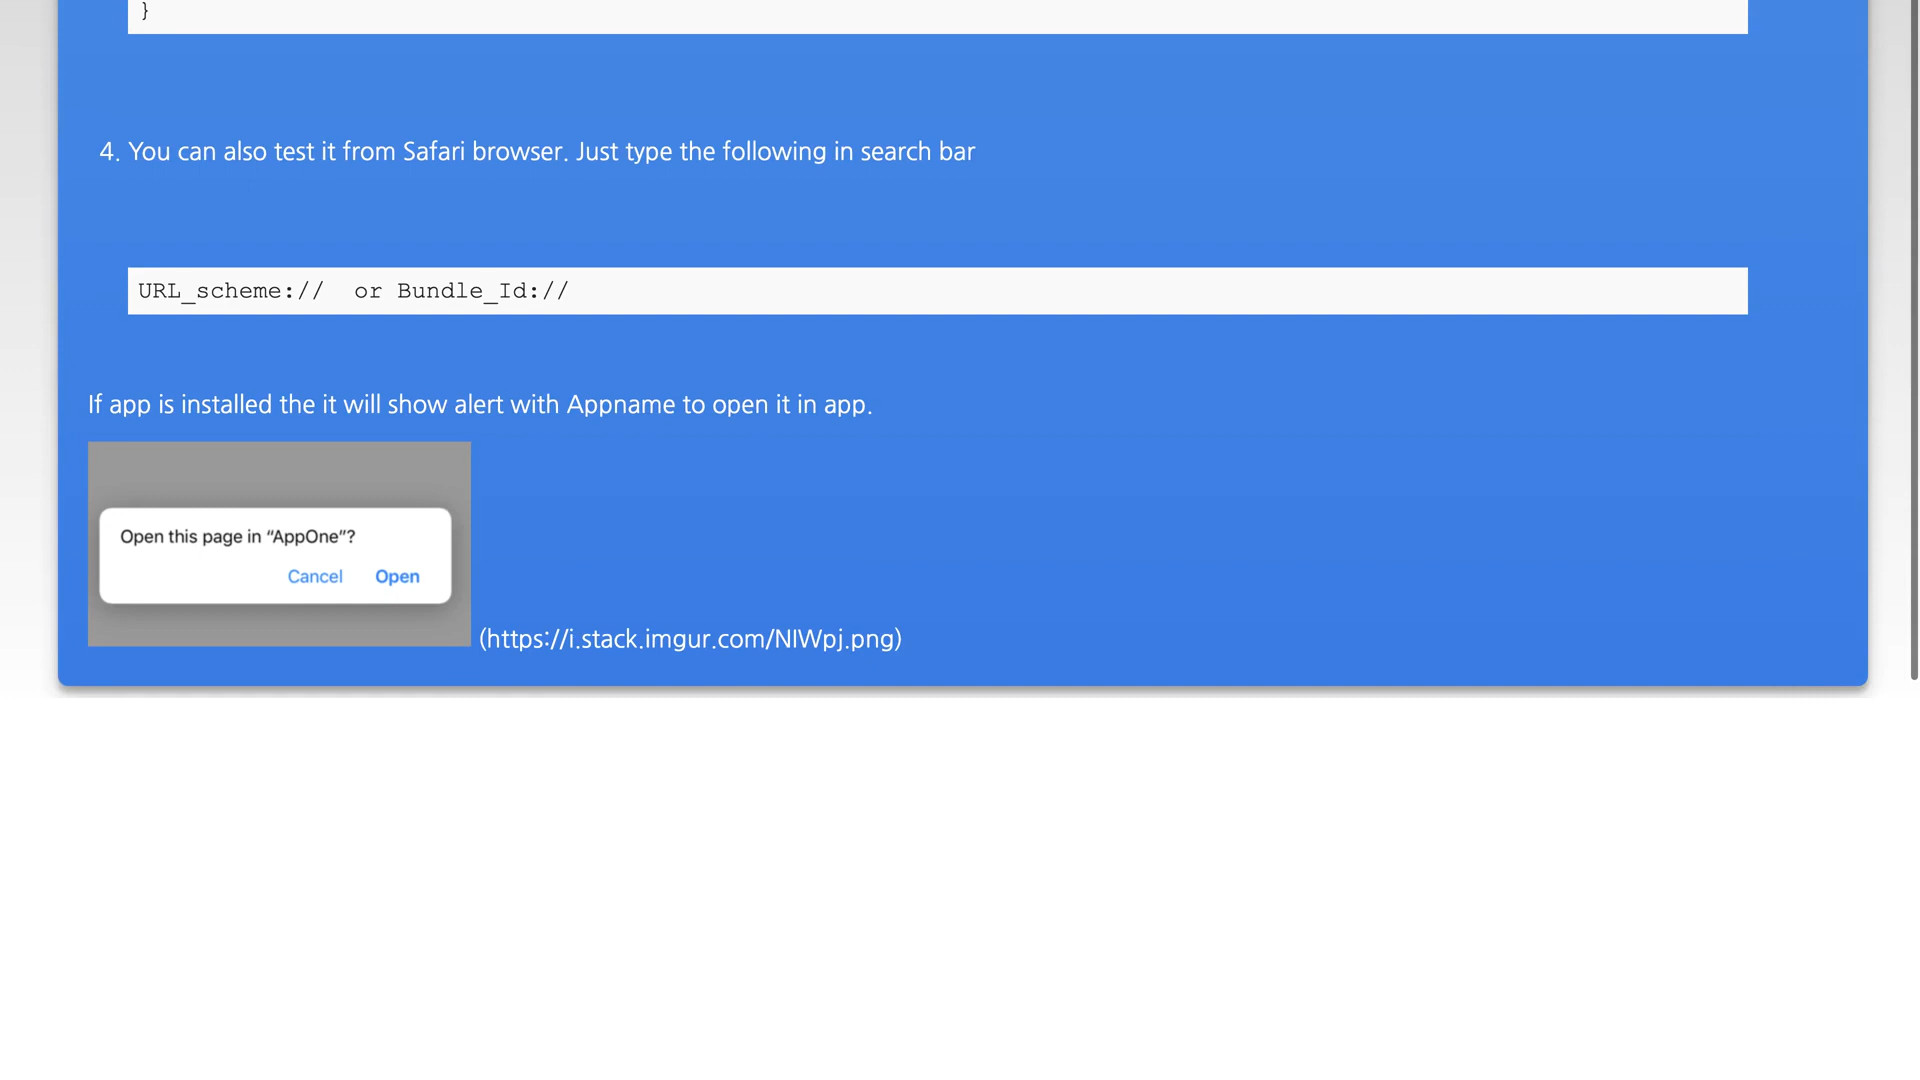 }
4. You can also test it from Safari browser. Just type the following in search bar
URL_scheme://  or Bundle_Id://
If app is installed the it will show alert with Appname to open it in app.
Open this page in “AppOne”?
Cancel Open
(https://i.stack.imgur.com/NIWpj.png)